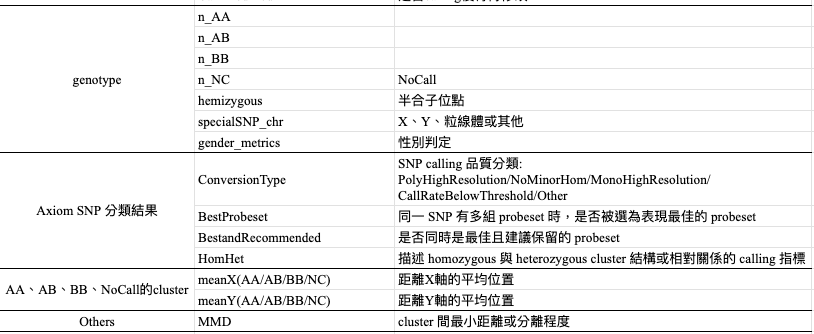 n_AA
n_AB
n_BB
genotype n_NC NoCall
hemizygous 半合子位點
specialSNP_chr X、Y、粒線體或其他
gender_metrics 性別判定
SNP calling 品質分類:
ConversionType PolyHighResolution/NoMinorHom/MonoHighResolution/
CallRateBelowThreshold/Other
Axiom SNP 分類結果 BestProbeset 同一 SNP 有多組 probeset 時，是否被選為表現最佳的 probeset
BestandRecommended 是否同時是最佳且建議保留的 probeset
HomHet 描述 homozygous 與 heterozygous cluster 結構或相對關係的 calling 指標
AA、AB、BB、NoCall的cluster meanX(AA/AB/BB/NC) 距離X軸的平均位置
meanY(AA/AB/BB/NC) 距離Y軸的平均位置
Others MMD cluster 間最小距離或分離程度